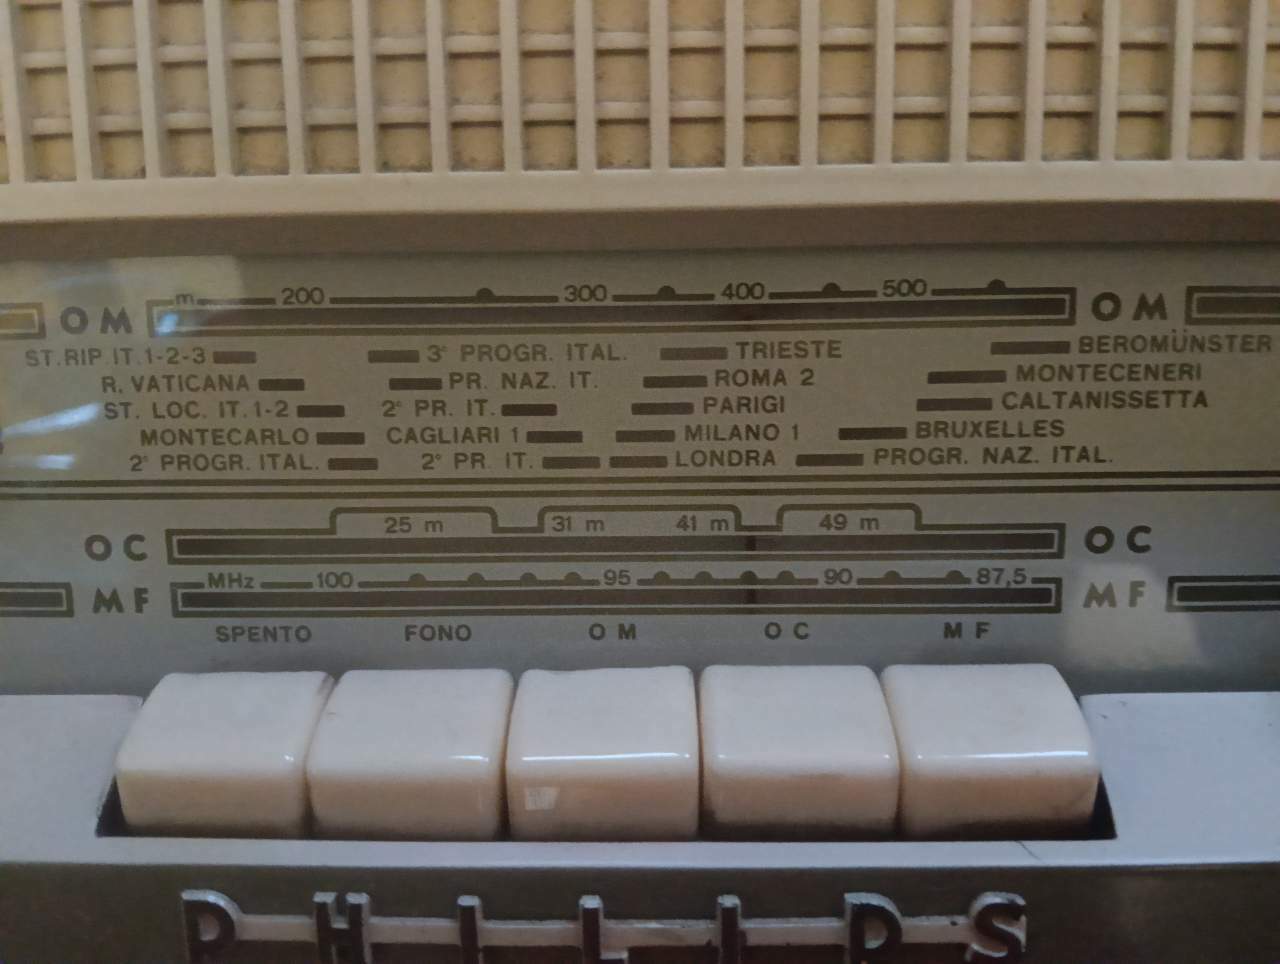 m 200 300 400 500
OM OM
ST.RIP.IT.1-2-3 3° PROGR. ITAL. TRIESTE BEROMÜNSTER
R. VATICANA PR. NAZ. IT. ROMA 2 MONTECENERI
ST. LOC. IT.1-2 2° PR. IT. PARIGI CALTANISSETTA
MONTECARLO CAGLIARI 1 MILANO 1 BRUXELLES
2° PROGR. ITAL. 2° PR. IT. LONDRA PROGR. NAZ. ITAL.
25 m 31 m 41 m 49 m
OC OC
MHz 100 95 90 87,5
MF MF
SPENTO FONO OM OC MF
PHILIPS